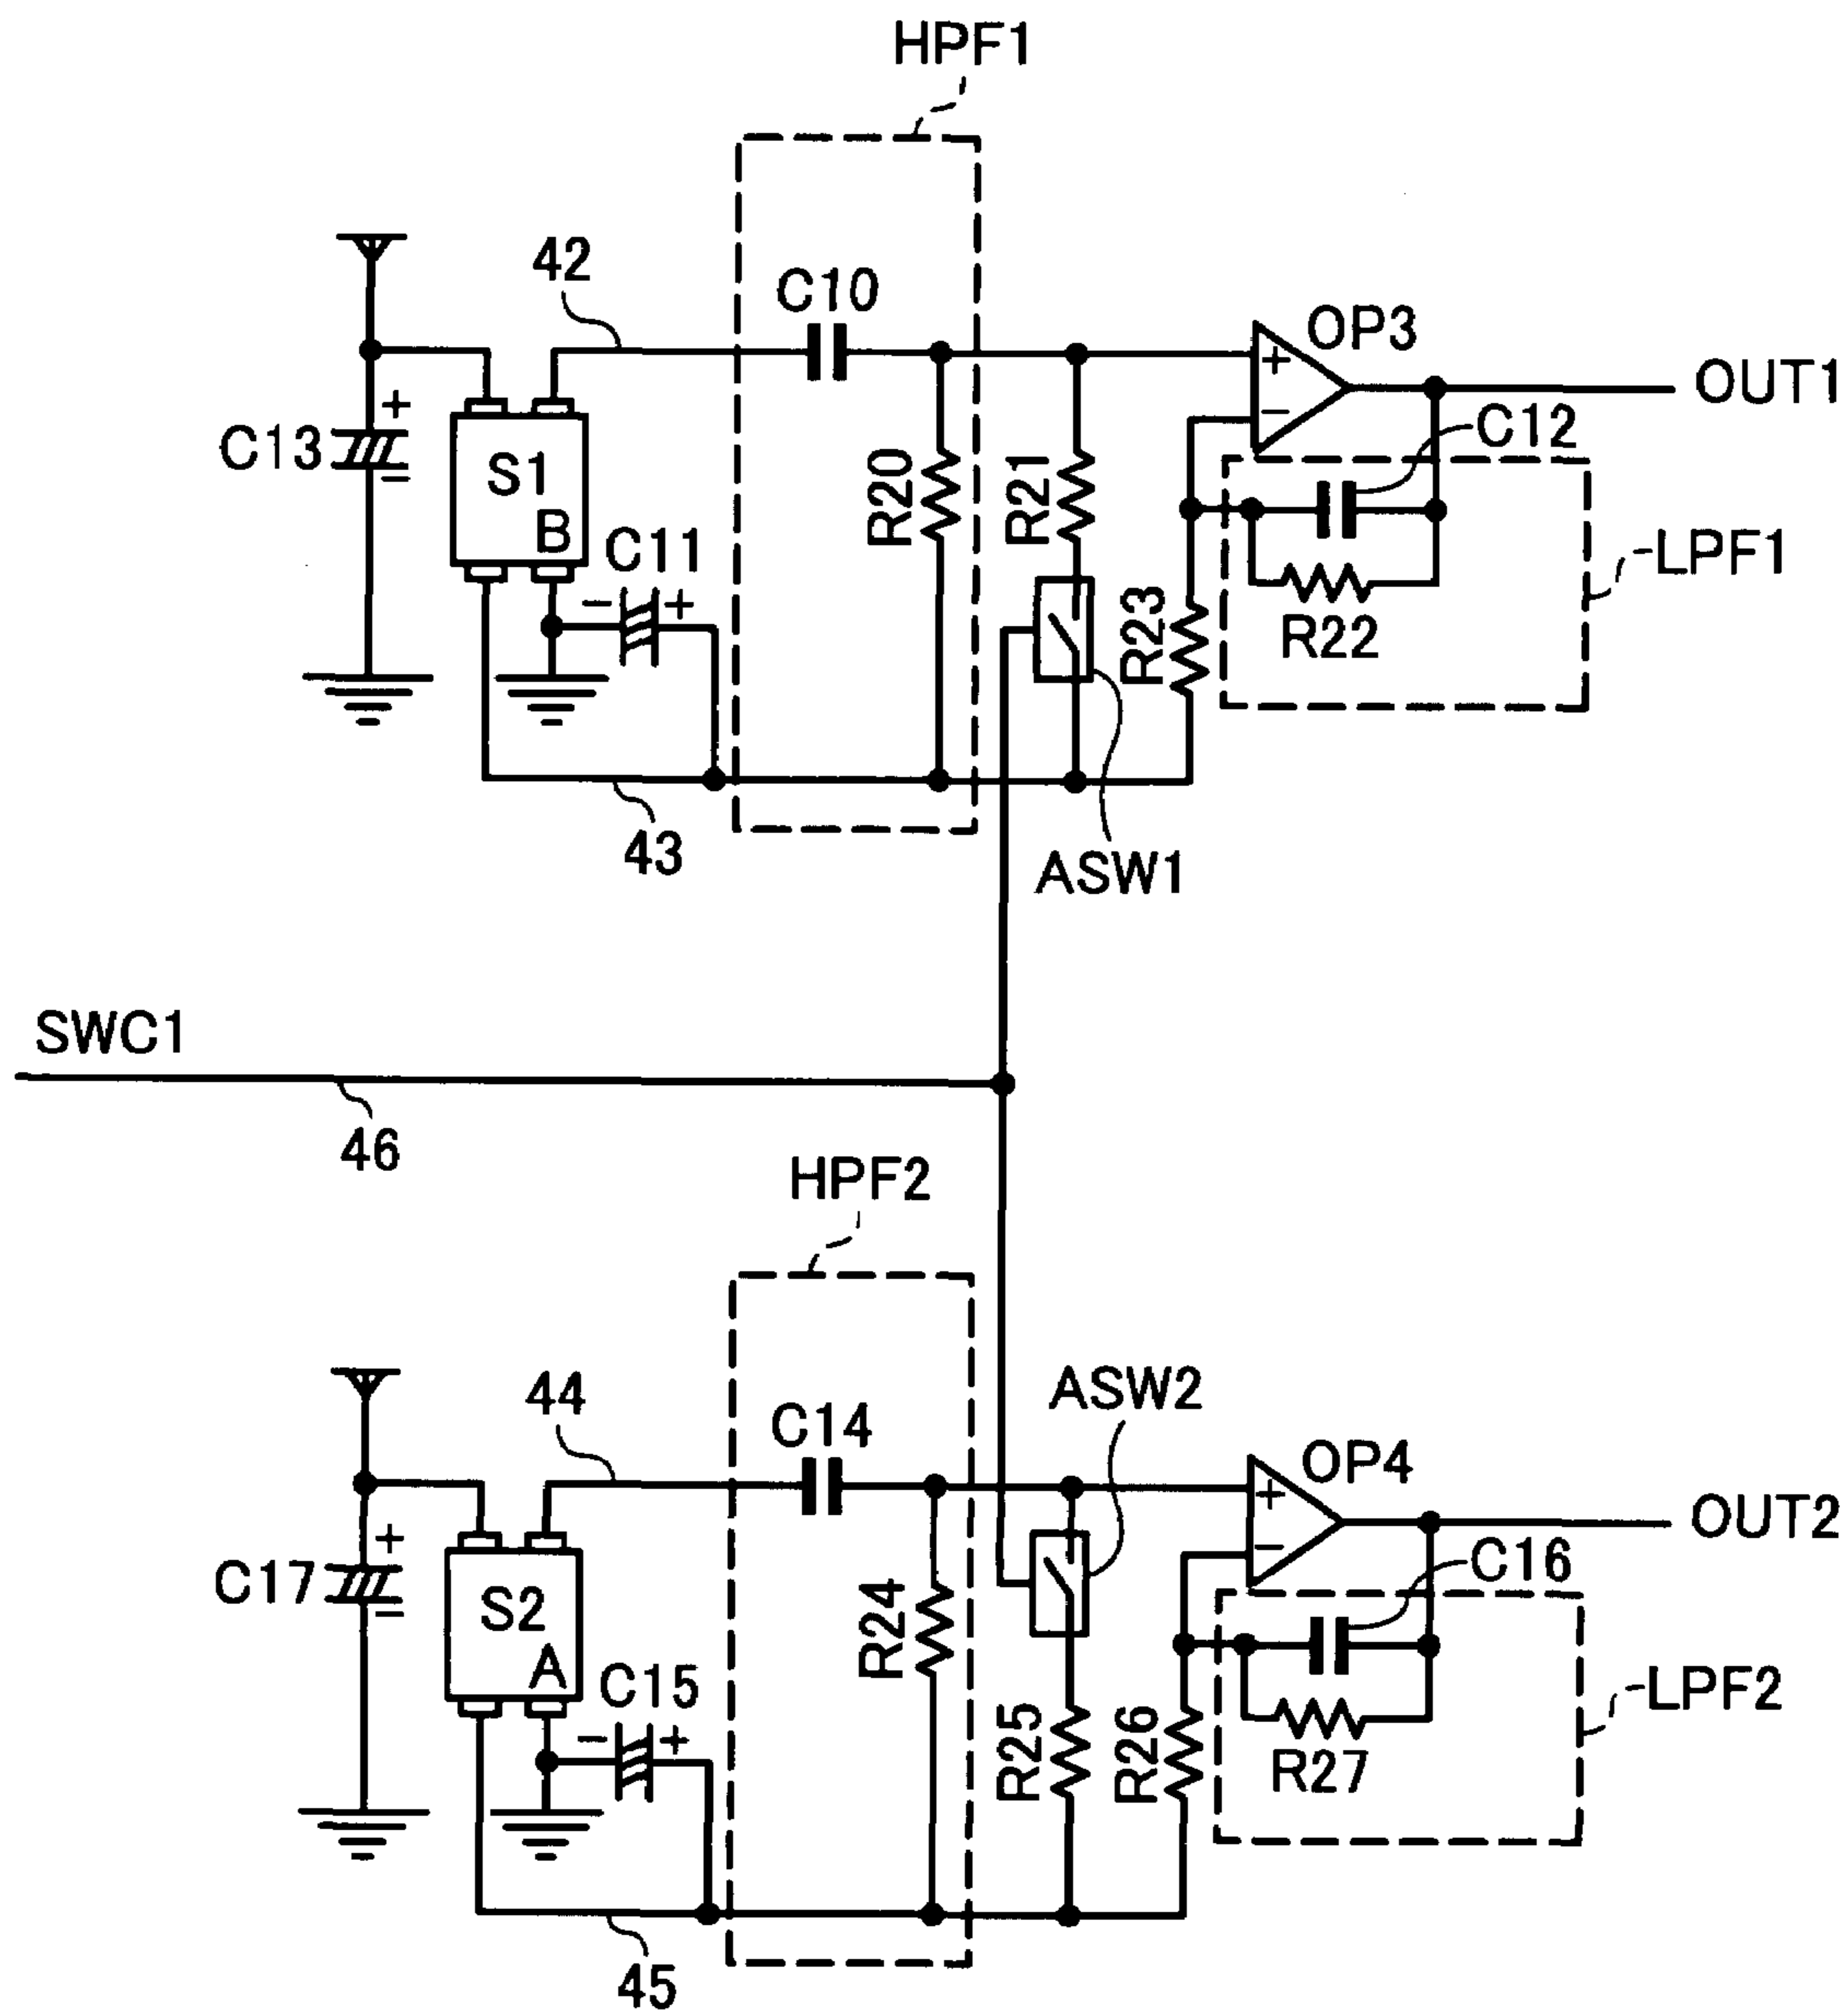 HPF1
42
C10
OP3
+
−
OUT1
C12
C13
+
−
S1
B
C11
−
+
R20
R21
R23
R22
LPF1
43
ASW1
SWC1
46
HPF2
44
C14
ASW2
OP4
+
−
OUT2
C16
C17
+
−
S2
A
C15
−
+
R24
R25
R26
R27
LPF2
45